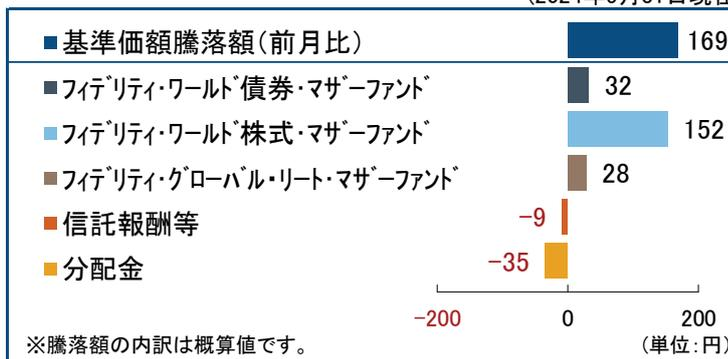 基準価額騰落額(前月比) 169
フィデリティ・ワールド債券・マザーファンド 32
フィデリティ・ワールド株式・マザーファンド 152
フィデリティ・グローバル・リート・マザーファンド 28
信託報酬等 -9
分配金 -35
-200 0 200
※騰落額の内訳は概算値です。 (単位:円)